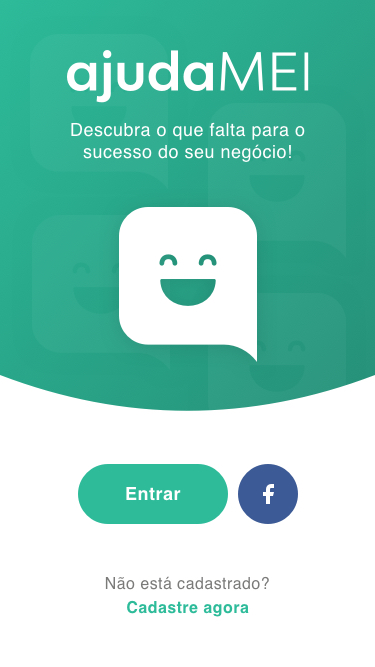 ajudaMEI
Descubra o que falta para o
sucesso do seu negócio!
Entrar
Não está cadastrado?
Cadastre agora